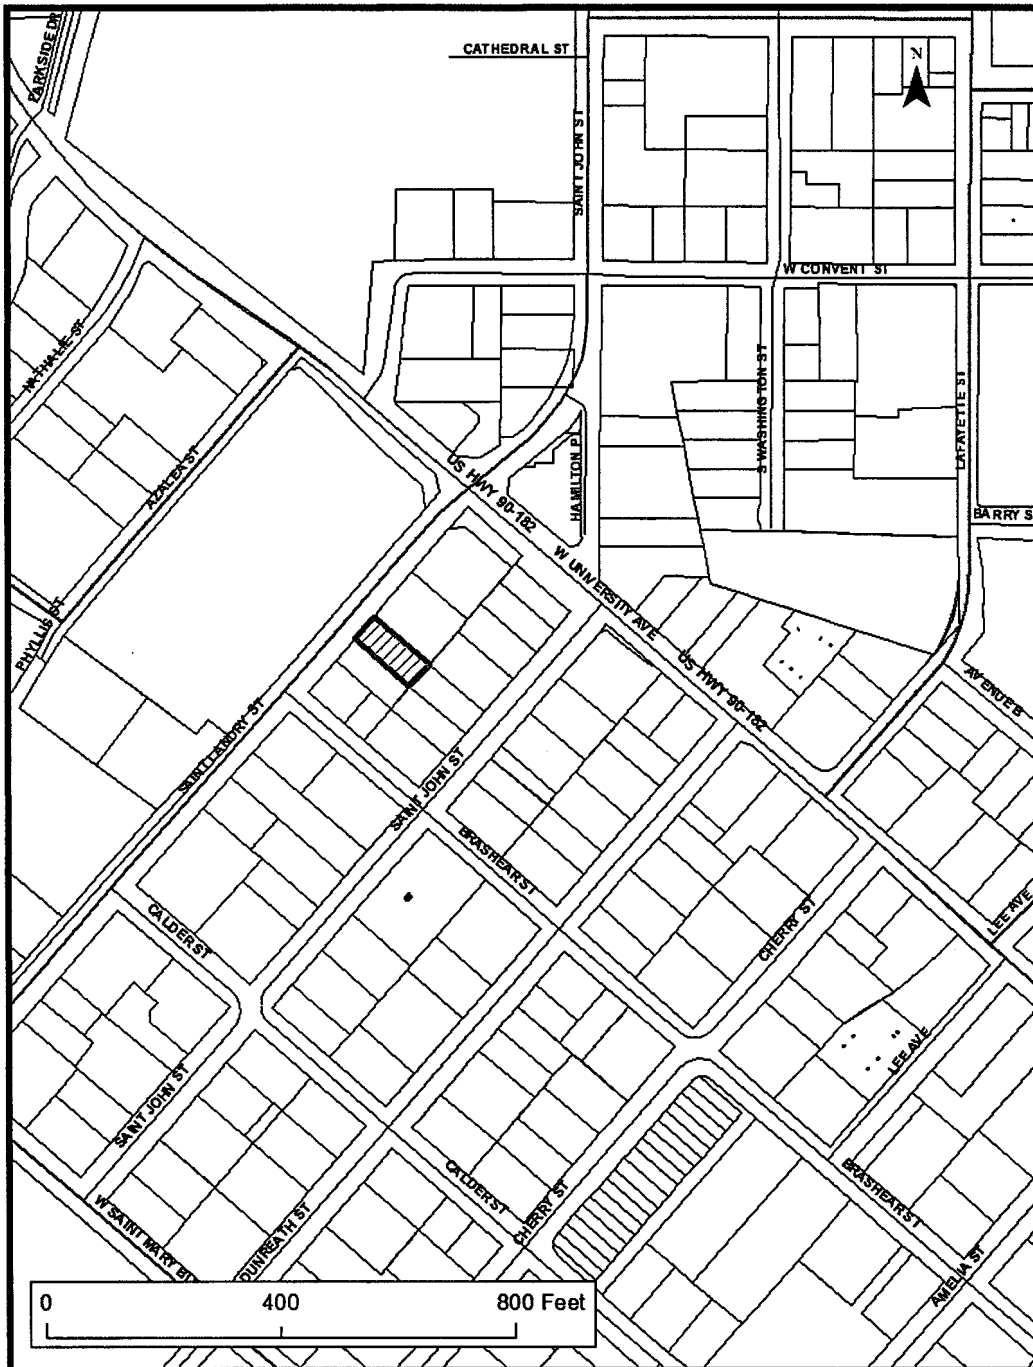 PARKSIDE DR
CATHEDRAL ST
N
SAINT JOHN ST
W CONVENT ST
NATHALIE ST
S WASHINGTON ST
LAFAYETTE ST
AZALEA ST
US HWY 90-182
HAMILTON PL
BARRY S
W UNIVERSITY AVE
PHYLLIS ST
US HWY 90-182
AVENUE B
SAINT LANDRY ST
SAINT JOHN ST
BRASHEAR ST
CALDER ST
CHERRY ST
LEE AVE
LEE AVE
SAINT JOHN ST
CALDER ST
BRASHEAR ST
CHERRY ST
W SAINT MARY BL
DUNREATH ST
AMELIA ST
0 400 800 Feet